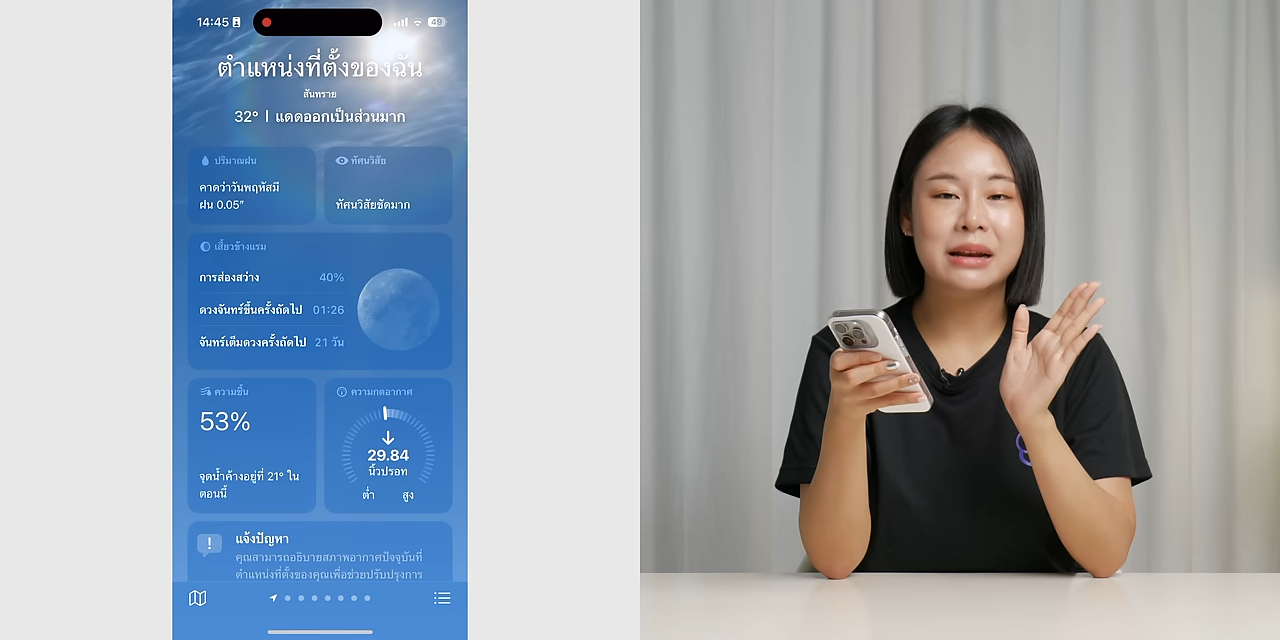 14:45
49
ตำแหน่งที่ตั้งของฉัน
สันทราย
32° | แดดออกเป็นส่วนมาก
ปริมาณฝน
คาดว่าวันพฤหัสมี
ฝน 0.05″
ทัศนวิสัย
ทัศนวิสัยชัดมาก
เสี้ยวข้างแรม
การส่องสว่าง 40%
ดวงจันทร์ขึ้นครั้งถัดไป 01:26
จันทร์เต็มดวงครั้งถัดไป 21 วัน
ความชื้น
53%
จุดน้ำค้างอยู่ที่ 21° ใน
ตอนนี้
ความกดอากาศ
29.84
นิ้วปรอท
ต่ำ สูง
แจ้งปัญหา
คุณสามารถอธิบายสภาพอากาศปัจจุบันที่
ตำแหน่งที่ตั้งของคุณเพื่อช่วยปรับปรุงการ